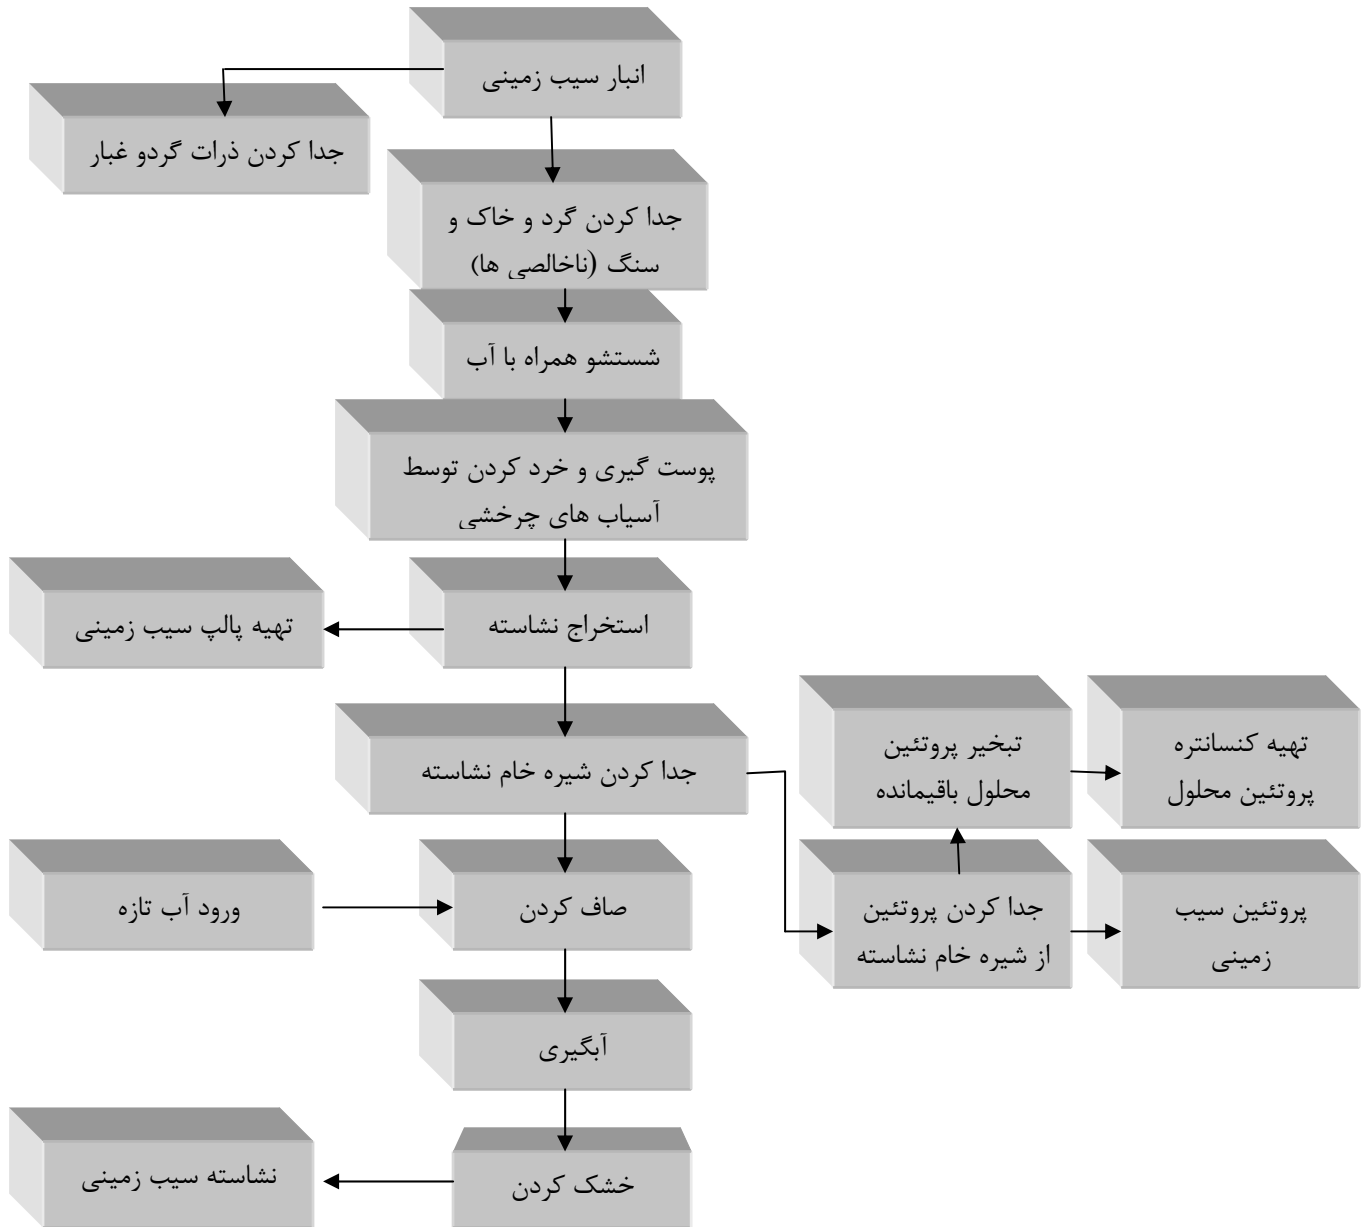 انبار سیب زمینی
جدا کردن ذرات گردو غبار
جدا کردن گرد و خاک و
سنگ (ناخالصی ها)
شستشو همراه با آب
پوست گیری و خرد کردن توسط
آسیاب های چرخشی
استخراج نشاسته
تهیه پالپ سیب زمینی
جدا کردن شیره خام نشاسته
تبخیر پروتئین
محلول باقیمانده
تهیه کنسانتره
پروتئین محلول
صاف کردن
ورود آب تازه
جدا کردن پروتئین
از شیره خام نشاسته
پروتئین سیب
زمینی
آبگیری
خشک کردن
نشاسته سیب زمینی